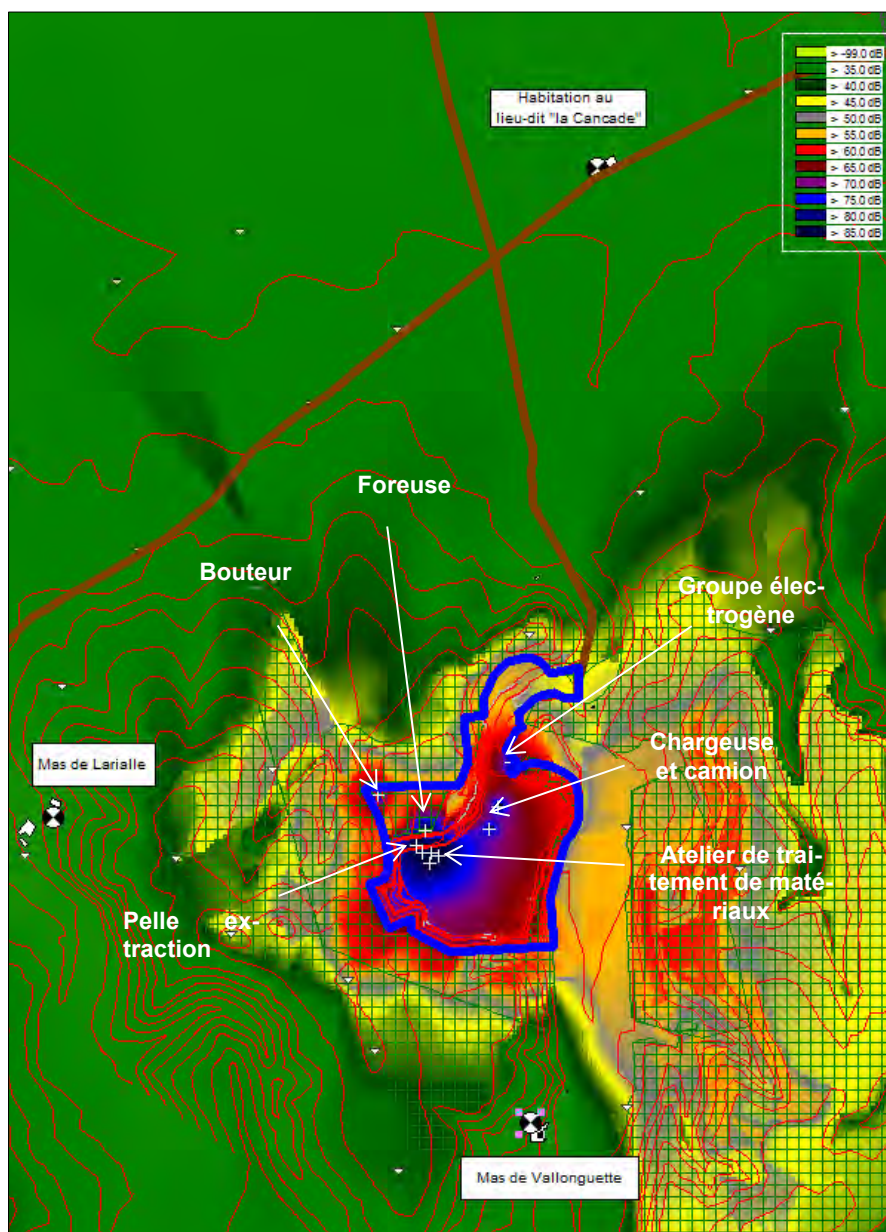 > -99.0 dB
> 35.0 dB
> 40.0 dB
> 45.0 dB
> 50.0 dB
> 55.0 dB
> 60.0 dB
> 65.0 dB
> 70.0 dB
> 75.0 dB
> 80.0 dB
> 85.0 dB
Habitation au
lieu-dit "la Cancade"
Foreuse
Bouteur
Groupe élec-
trogène
Mas de Larialle
Chargeuse
et camion
Atelier de trai-
tement de maté-
riaux
Pelle ex-
traction
Mas de Vallonguette